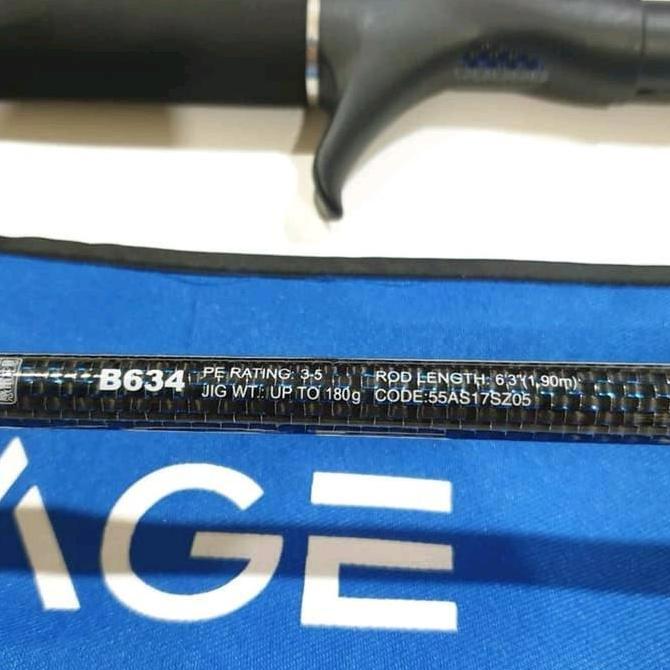 B634
PE RATING: 3-5
JIG WT.: UP TO 180g
ROD LENGTH: 6'3"(1,90m)
CODE:55AS17SZ05
AGE